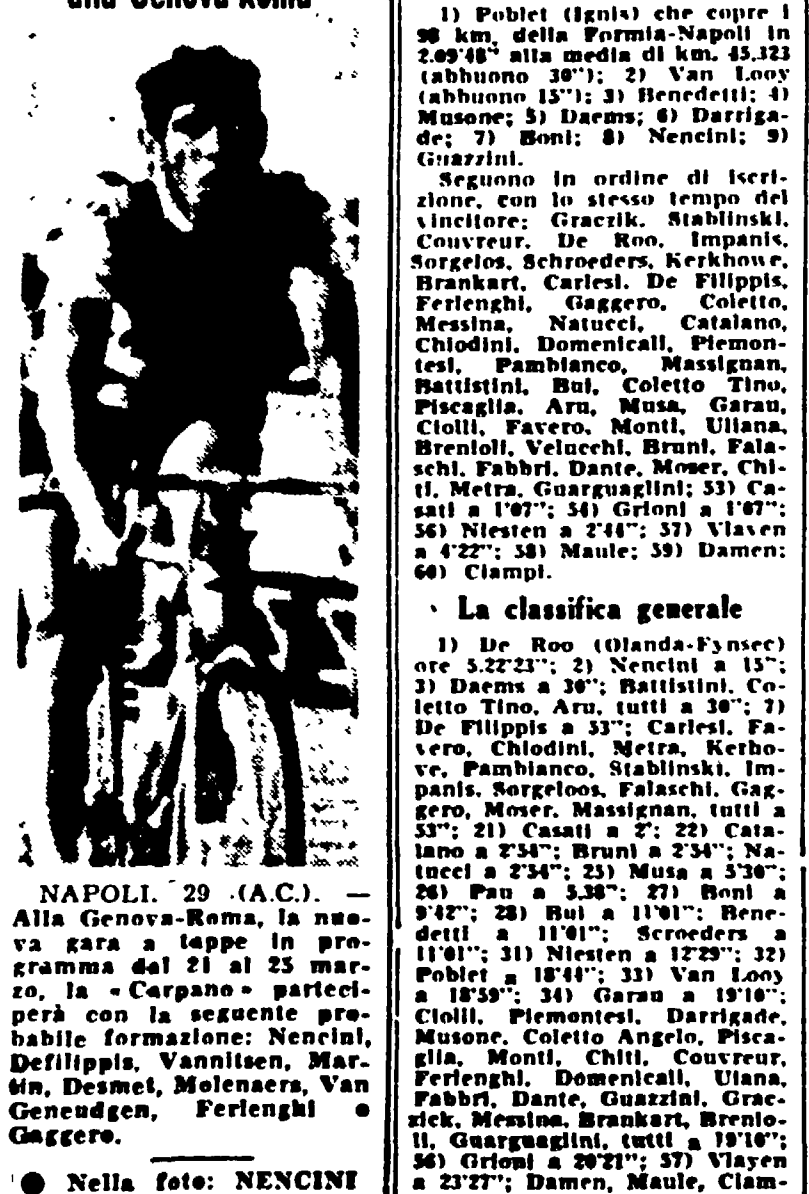 alla Genova-Roma
NAPOLI. 29 (A.C.). —
Alla Genova-Roma, la nuo-
va gara a tappe in pro-
gramma dal 21 al 25 mar-
zo, la «Carpano» parteci-
perà con la seguente pro-
babile formazione: Nencini,
Defilippis, Vannitsen, Mar-
tin, Desmet, Molenaers, Van
Geneudgen, Ferlenghi e
Gaggero.
● Nella foto: NENCINI
1) Poblet (Ignis) che copre i
98 km. della Formia-Napoli in
2.09'48" alla media di km. 45.323
(abbuono 30"); 2) Van Looy
(abbuono 15"); 3) Benedetti; 4)
Musone; 5) Daems; 6) Darriga-
de; 7) Boni; 8) Nencini; 9)
Guazzini.
Seguono in ordine di iscri-
zione, con lo stesso tempo del
vincitore: Graczik, Stablinski,
Couvreur, De Roo, Impanis,
Sorgelos, Schroeders, Kerkhowe,
Brankart, Carlesi, De Filippis,
Ferlenghi, Gaggero, Coletto,
Messina, Natucci, Catalano,
Chiodini, Domenicali, Piemon-
tesi, Pambianco, Massignan,
Battistini, Bui, Coletto Tino,
Piscaglia, Aru, Musa, Garau,
Ciolli, Favero, Monti, Uliana,
Brenioli, Velucchi, Bruni, Fala-
schi, Fabbri, Dante, Moser, Chi-
ti, Metra, Guarguaglini; 53) Ca-
sati a 1'07"; 54) Grioni a 1'07";
56) Niesten a 2'44"; 57) Vlayen
a 4'22"; 58) Maule; 59) Damen;
60) Ciampi.
La classifica generale
1) De Roo (Olanda-Fynsec)
ore 5.22'23"; 2) Nencini a 15";
3) Daems a 30"; Battistini, Co-
letto Tino, Aru, tutti a 30"; 7)
De Filippis a 53"; Carlesi, Fa-
vero, Chiodini, Metra, Kerho-
ve, Pambianco, Stablinski, Im-
panis, Sorgeloos, Falaschi, Gag-
gero, Moser, Massignan, tutti a
53"; 21) Casati a 2'; 22) Cata-
lano a 2'54"; Bruni a 2'54"; Na-
tucci a 2'54"; 25) Musa a 5'30";
26) Pau a 5.38"; 27) Boni a
9'42"; 28) Bui a 11'01"; Bene-
detti a 11'01"; Scroeders a
11'01"; 31) Niesten a 12'29"; 32)
Poblet a 18'44"; 33) Van Looy
a 18'59"; 34) Garau a 19'10";
Ciolli, Piemontesi, Darrigade,
Musone, Coletto Angelo, Pisca-
glia, Monti, Chiti, Couvreur,
Ferlenghi, Domenicali, Ulana,
Fabbri, Dante, Guazzini, Grac-
zick, Messina, Brankart, Brenio-
li, Guarguaglini, tutti a 19'10";
56) Grioni a 20'21"; 57) Vlayen
a 23'27"; Damen, Maule, Ciam-